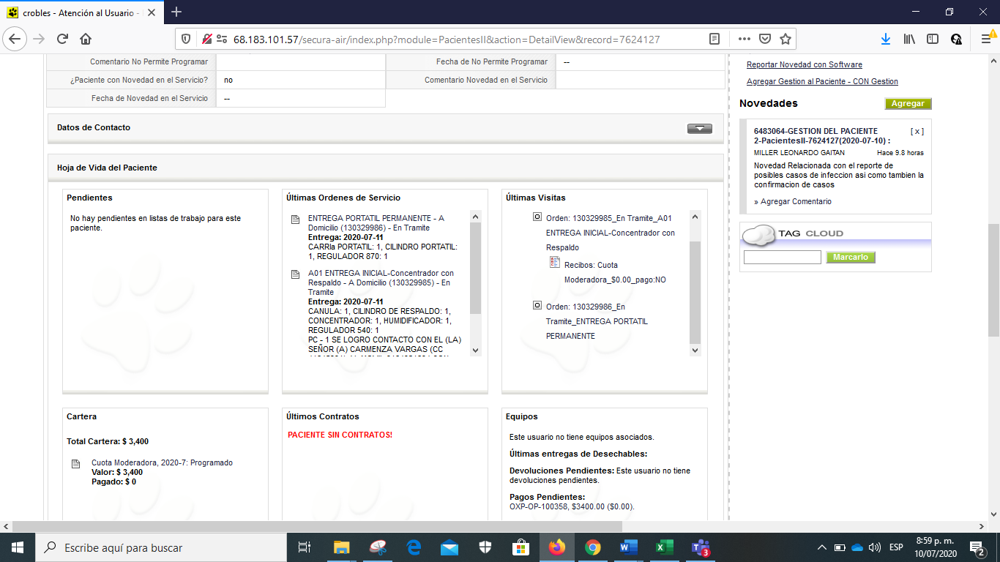 crobles - Atención al Usuario -
68.183.101.57/secura-air/index.php?module=PacientesII&action=DetailView&record=7624127
Comentario No Permite Programar
Fecha de No Permite Programar
--
¿Paciente con Novedad en el Servicio?
no
Comentario Novedad en el Servicio
Fecha de Novedad en el Servicio
--
Datos de Contacto
Hoja de Vida del Paciente
Pendientes
No hay pendientes en listas de trabajo para este
paciente.
Últimas Ordenes de Servicio
ENTREGA PORTATIL PERMANENTE - A
Domicilio (130329986) - En Tramite
Entrega: 2020-07-11
CARRIa PORTATIL: 1, CILINDRO PORTATIL:
1, REGULADOR 870: 1
A01 ENTREGA INICIAL-Concentrador con
Respaldo - A Domicilio (130329985) - En
Tramite
Entrega: 2020-07-11
CANULA: 1, CILINDRO DE RESPALDO: 1,
CONCENTRADOR: 1, HUMIDIFICADOR: 1,
REGULADOR 540: 1
PC - 1 SE LOGRO CONTACTO CON EL (LA)
SEÑOR (A) CARMENZA VARGAS (CC
Últimas Visitas
Orden: 130329985_En Tramite_A01
ENTREGA INICIAL-Concentrador con
Respaldo
Recibos: Cuota
Moderadora_$0.00_pago:NO
Orden: 130329986_En
Tramite_ENTREGA PORTATIL
PERMANENTE
Cartera
Total Cartera: $ 3,400
Cuota Moderadora, 2020-7: Programado
Valor: $ 3,400
Pagado: $ 0
Últimos Contratos
PACIENTE SIN CONTRATOS!
Equipos
Este usuario no tiene equipos asociados.
Últimas entregas de Desechables:
Devoluciones Pendientes: Este usuario no tiene
devoluciones pendientes.
Pagos Pendientes:
OXP-OP-100358, $3400.00 ($0.00).
Reportar Novedad con Software
Agregar Gestion al Paciente - CON Gestion
Novedades
Agregar
6483064-GESTION DEL PACIENTE
[ x ]
2-PacientesII-7624127(2020-07-10) :
MILLER LEONARDO GAITAN
Hace 9.8 horas
Novedad Relacionada con el reporte de
posibles casos de infeccion asi como tambien la
confirmacion de casos
» Agregar Comentario
TAG CLOUD
Marcarlo
Escribe aquí para buscar
3
ESP
8:59 p. m.
10/07/2020
2